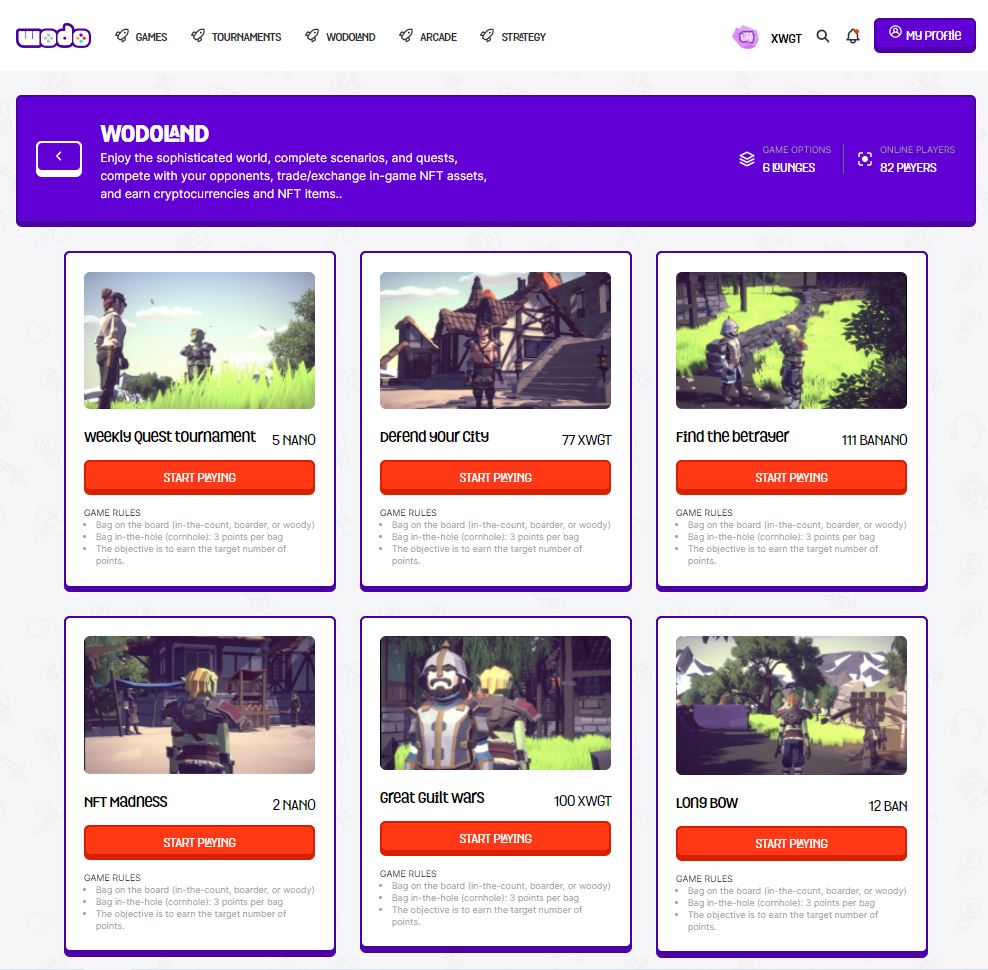 wodo
GAMES
TOURNAMENTS
WODOLAND
ARCADE
STRATEGY
XWGT
My Profile
WODOLAND
Enjoy the sophisticated world, complete scenarios, and quests,
compete with your opponents, trade/exchange in-game NFT assets,
and earn cryptocurrencies and NFT items..
GAME OPTIONS
6 LOUNGES
ONLINE PLAYERS
82 PLAYERS
Weekly Quest Tournament 5 NANO
START PLAYING
GAME RULES
• Bag on the board (in-the-count, boarder, or woody)
• Bag in-the-hole (cornhole): 3 points per bag
• The objective is to earn the target number of
points.
Defend your City 77 XWGT
START PLAYING
GAME RULES
• Bag on the board (in-the-count, boarder, or woody)
• Bag in-the-hole (cornhole): 3 points per bag
• The objective is to earn the target number of
points.
Find the betrayer 111 BANANO
START PLAYING
GAME RULES
• Bag on the board (in-the-count, boarder, or woody)
• Bag in-the-hole (cornhole): 3 points per bag
• The objective is to earn the target number of
points.
NFT Madness 2 NANO
START PLAYING
GAME RULES
• Bag on the board (in-the-count, boarder, or woody)
• Bag in-the-hole (cornhole): 3 points per bag
• The objective is to earn the target number of
points.
Great Guilt Wars 100 XWGT
START PLAYING
GAME RULES
• Bag on the board (in-the-count, boarder, or woody)
• Bag in-the-hole (cornhole): 3 points per bag
• The objective is to earn the target number of
points.
Long BOW 12 BAN
START PLAYING
GAME RULES
• Bag on the board (in-the-count, boarder, or woody)
• Bag in-the-hole (cornhole): 3 points per bag
• The objective is to earn the target number of
points.